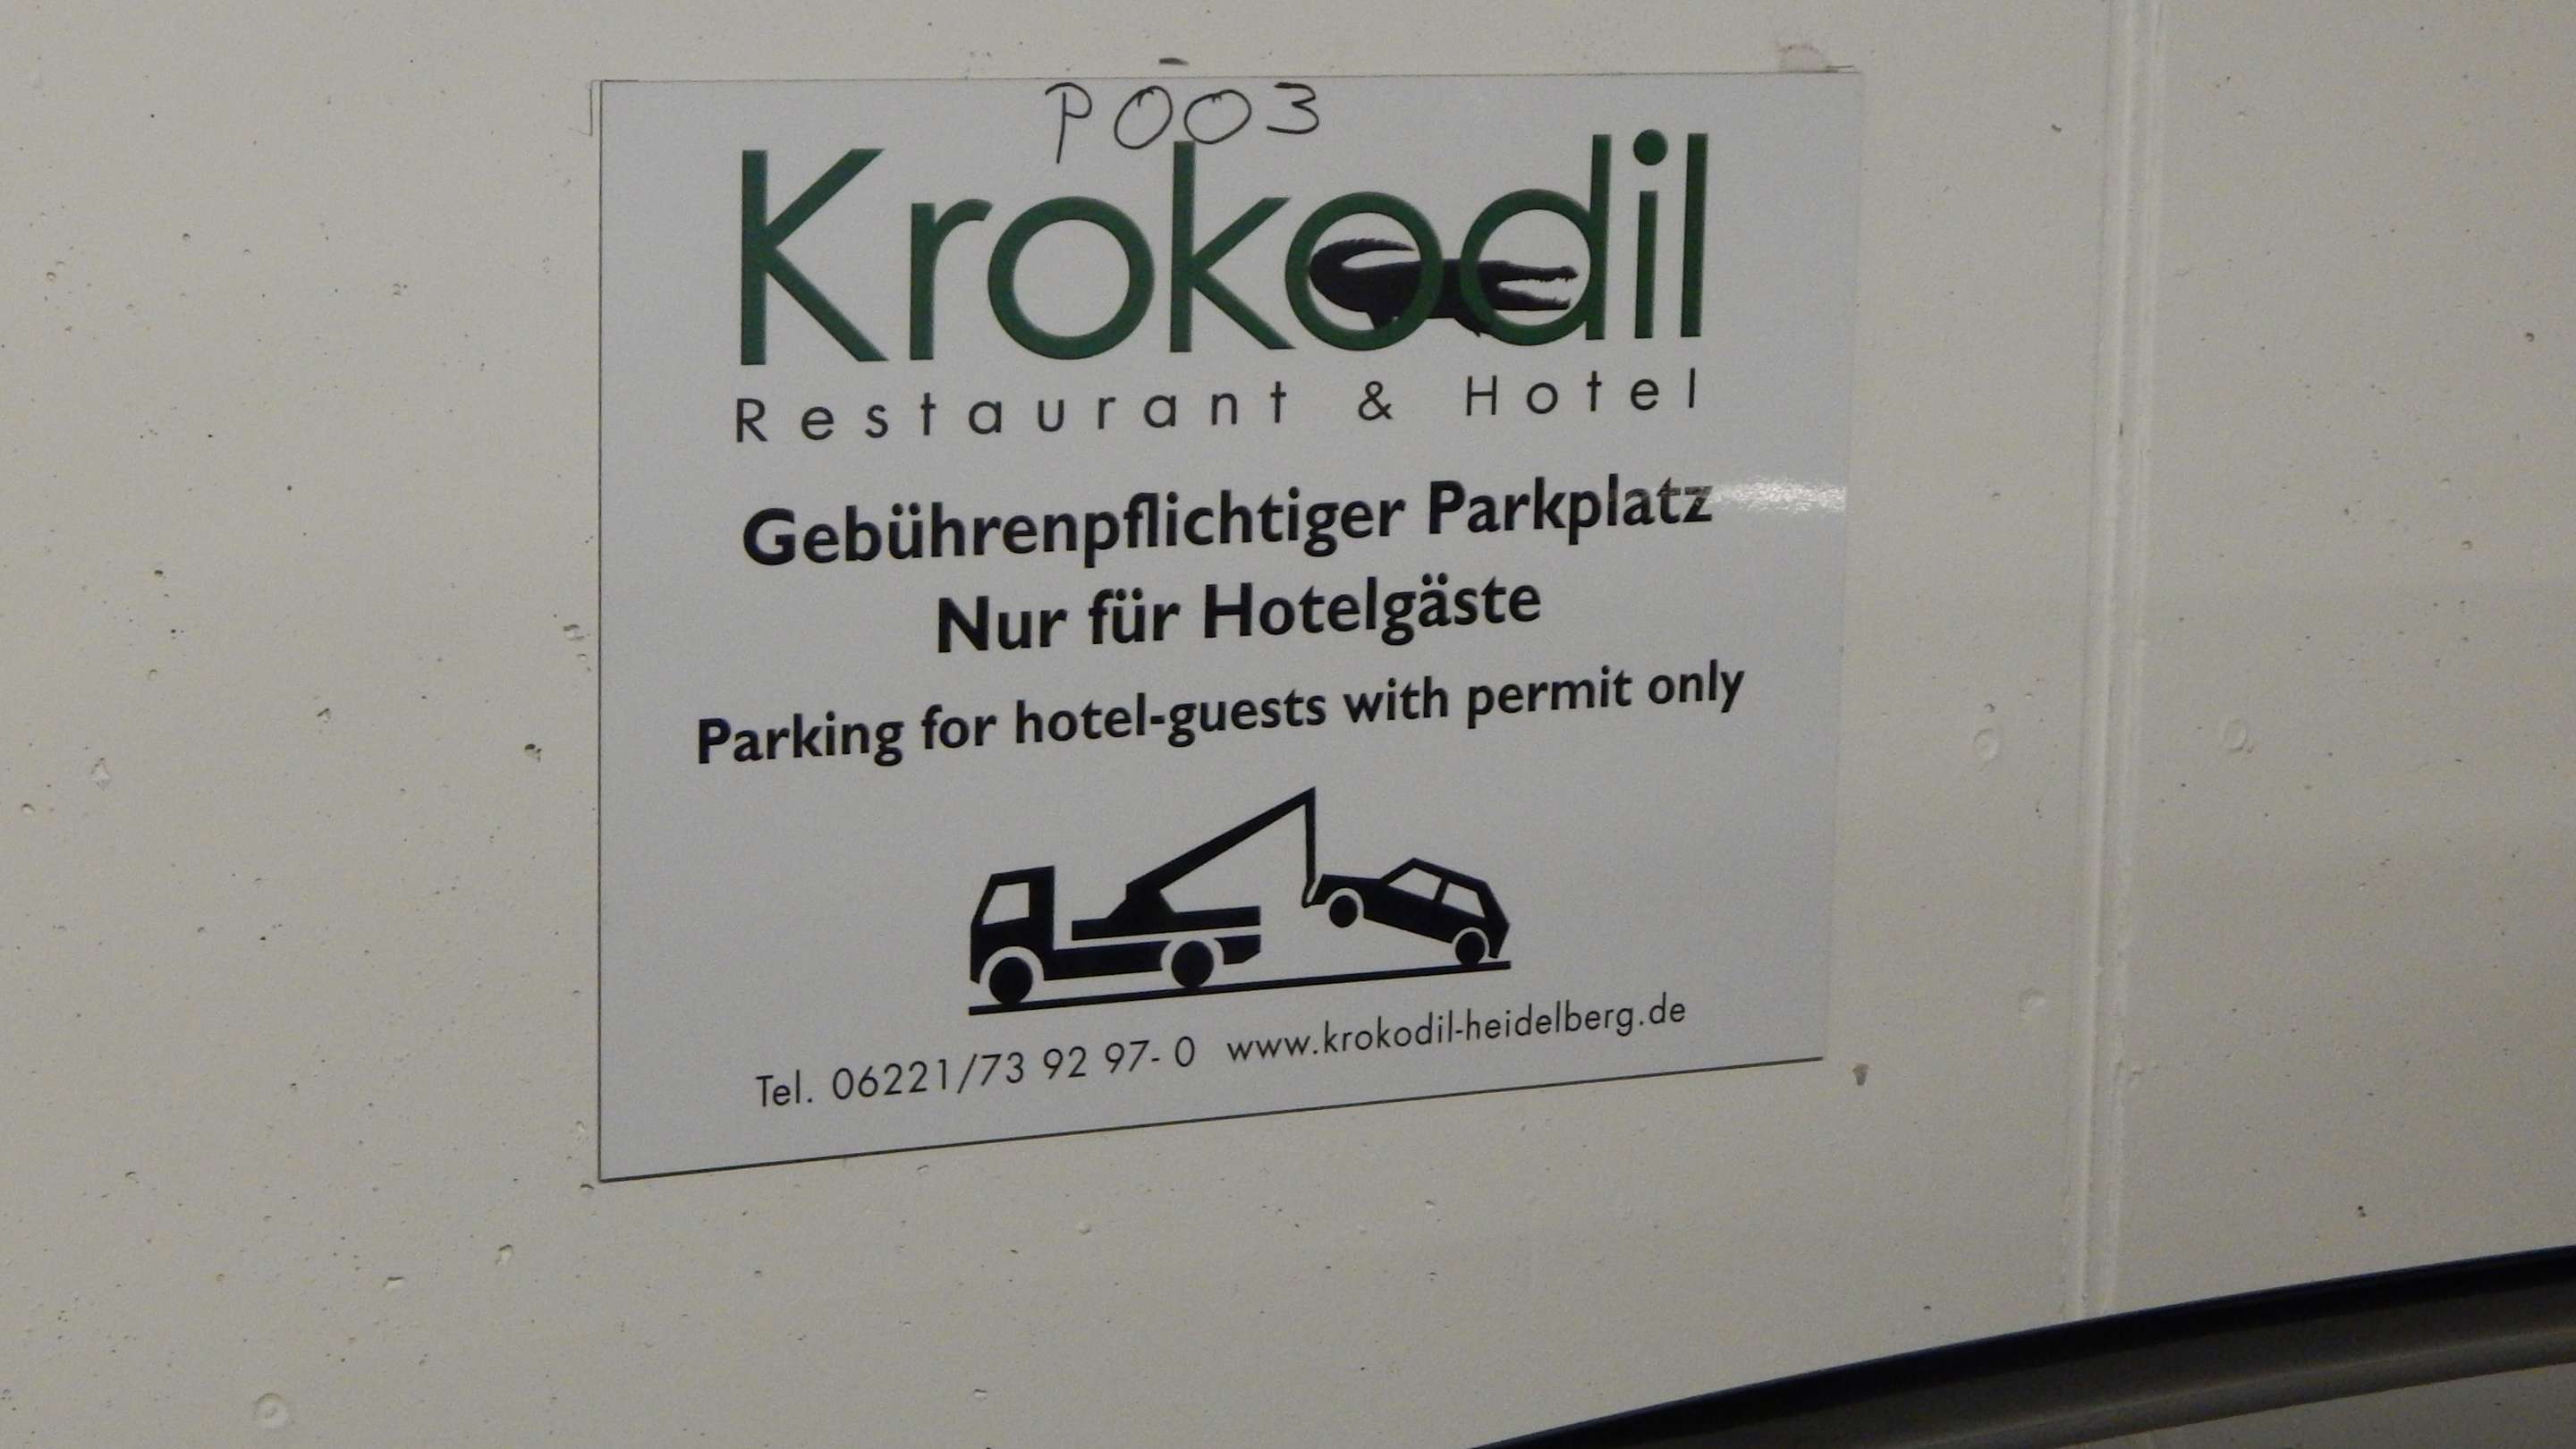 P003
Krokodil
Restaurant & Hotel
Gebührenpflichtiger Parkplatz
Nur für Hotelgäste
Parking for hotel-guests with permit only
Tel. 06221/73 92 97- 0 www.krokodil-heidelberg.de